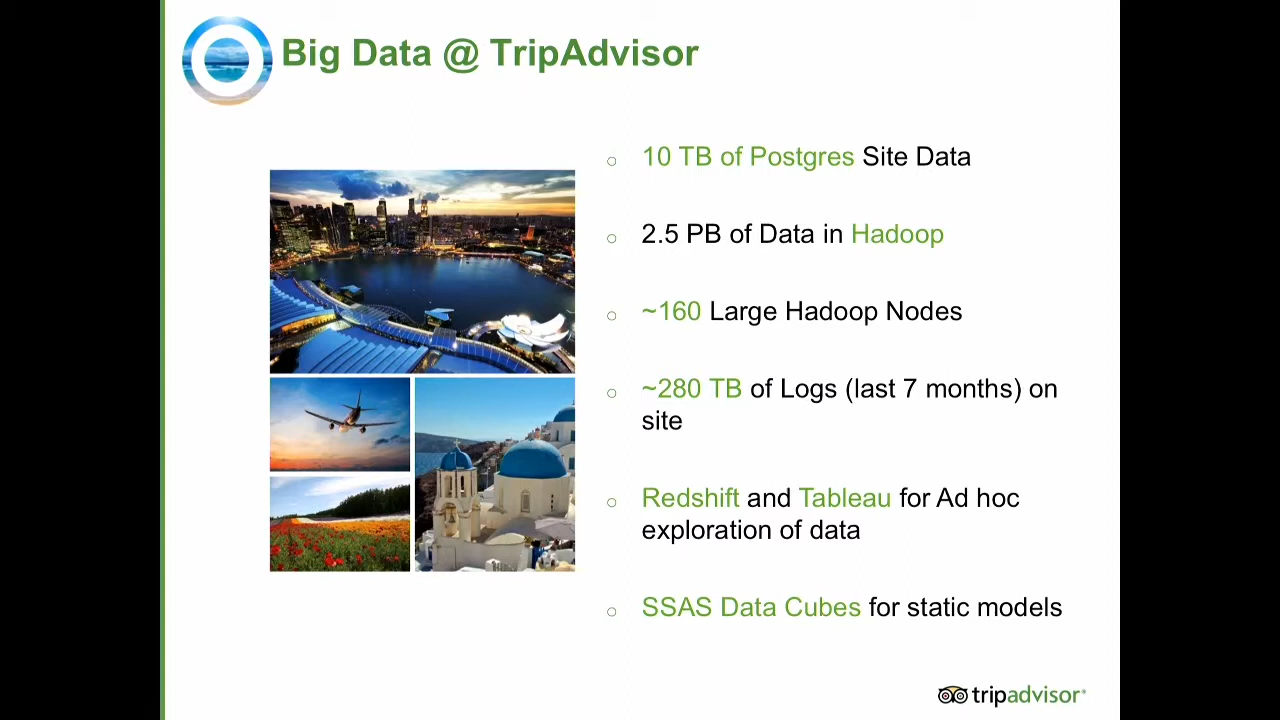 Big Data @ TripAdvisor
10 TB of Postgres Site Data
2.5 PB of Data in Hadoop
~160 Large Hadoop Nodes
~280 TB of Logs (last 7 months) on
site
Redshift and Tableau for Ad hoc
exploration of data
SSAS Data Cubes for static models
tripadvisor®